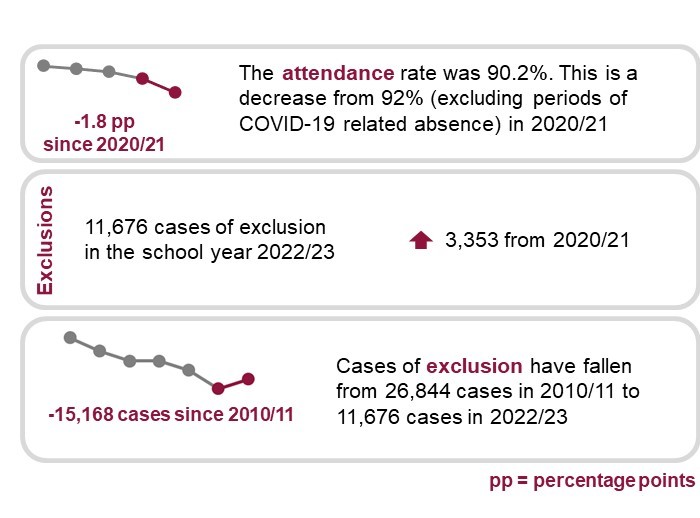 The attendance rate was 90.2%. This is a
decrease from 92% (excluding periods of
COVID-19 related absence) in 2020/21
-1.8 pp
since 2020/21
Exclusions
11,676 cases of exclusion
in the school year 2022/23
3,353 from 2020/21
Cases of exclusion have fallen
from 26,844 cases in 2010/11 to
11,676 cases in 2022/23
-15,168 cases since 2010/11
pp = percentage points